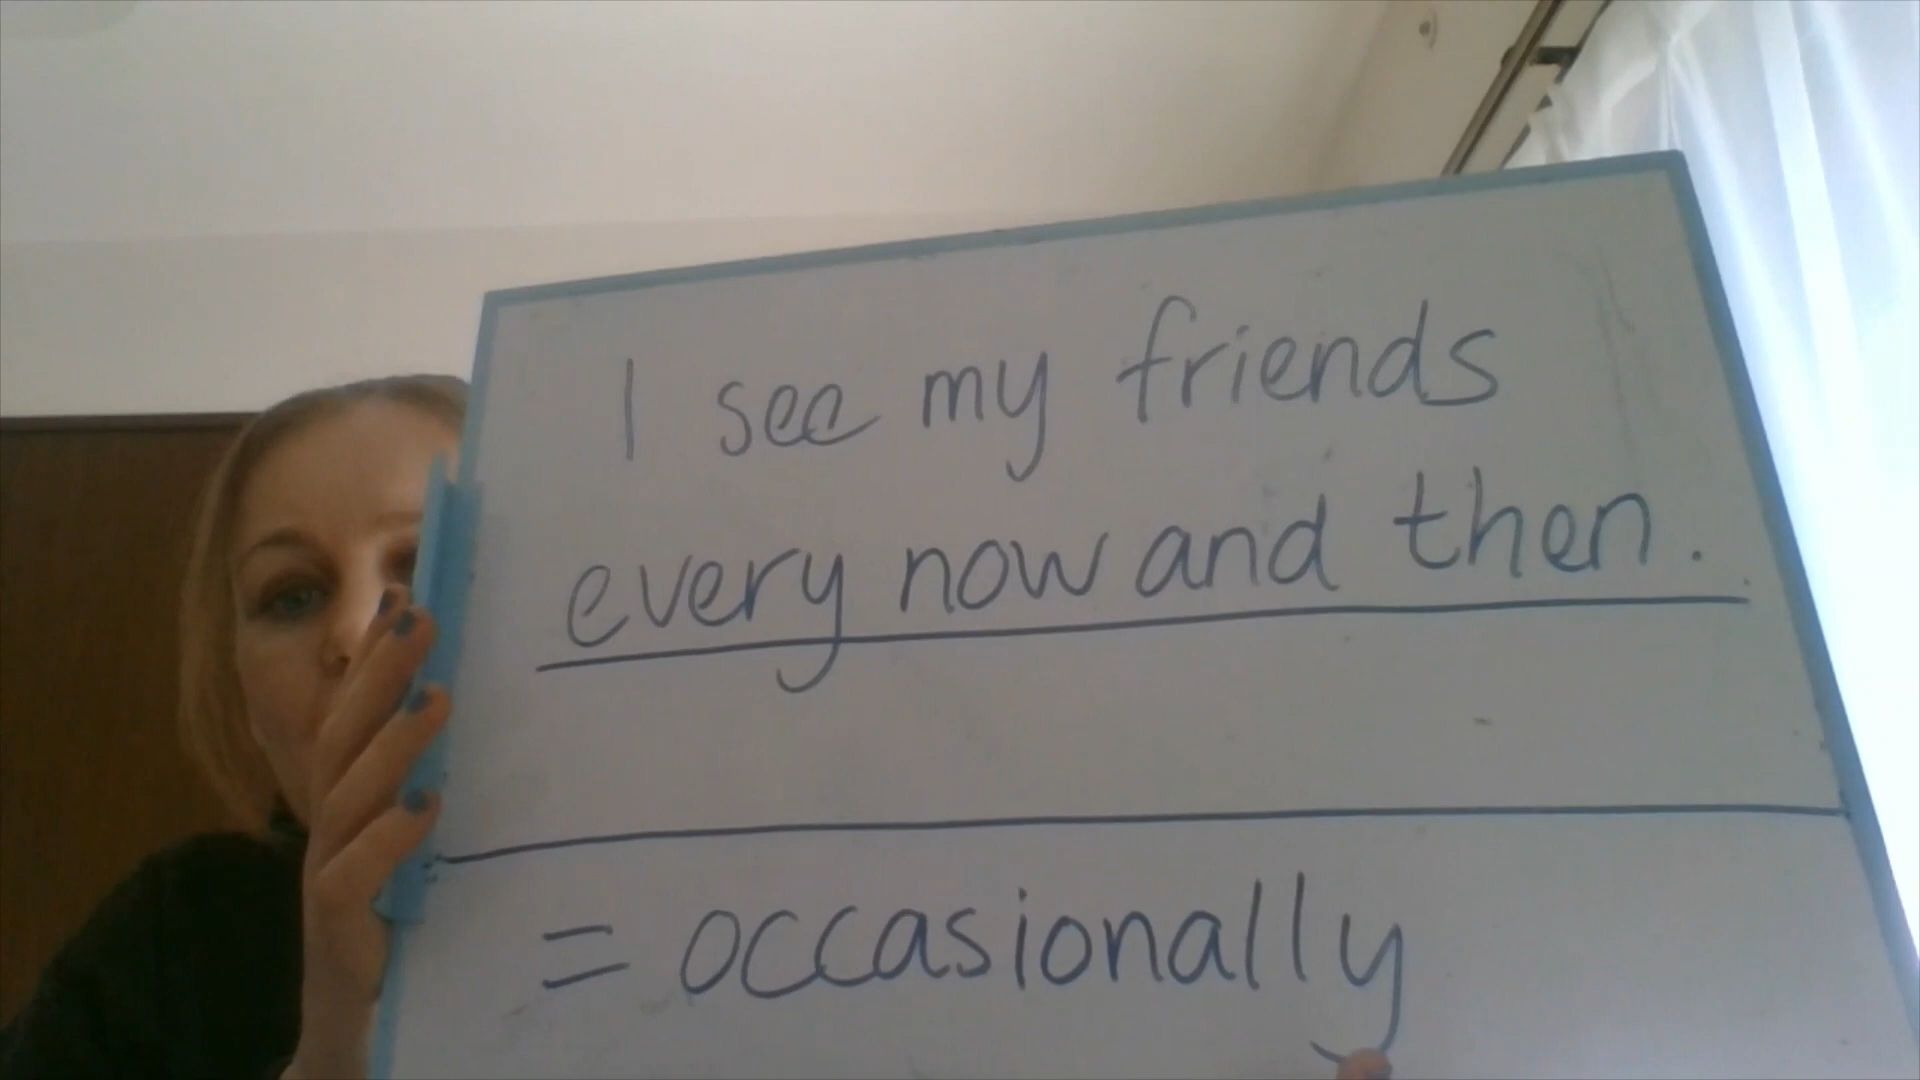 I see my friends
every now and then.
= occasionally